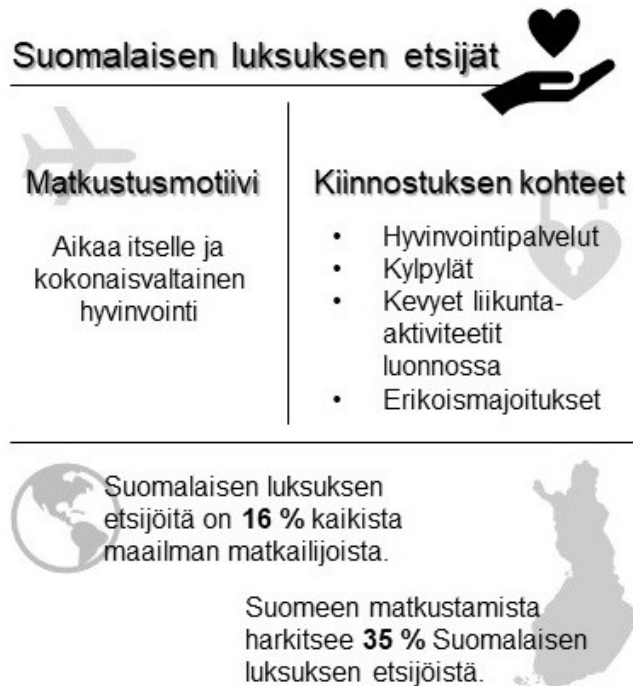 Suomalaisen luksuksen etsijät
Matkustusmotiivi
Aikaa itselle ja
kokonaisvaltainen
hyvinvointi
Kiinnostuksen kohteet
• Hyvinvointipalvelut
• Kylpylät
• Kevyet liikunta-
aktiviteetit
luonnossa
• Erikoismajoitukset
Suomalaisen luksuksen
etsijöitä on 16 % kaikista
maailman matkailijoista.
Suomeen matkustamista
harkitsee 35 % Suomalaisen
luksuksen etsijöistä.